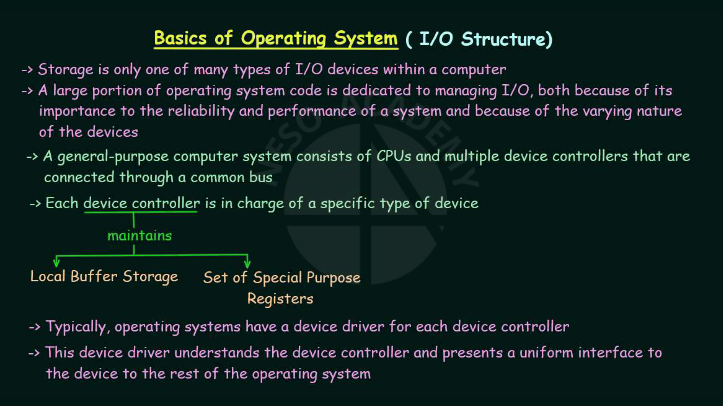 Basics of Operating System ( I/O Structure)
-> Storage is only one of many types of I/O devices within a computer
-> A large portion of operating system code is dedicated to managing I/O, both because of its
importance to the reliability and performance of a system and because of the varying nature
of the devices
-> A general-purpose computer system consists of CPUs and multiple device controllers that are
connected through a common bus
-> Each device controller is in charge of a specific type of device
maintains
Local Buffer Storage
Set of Special Purpose
Registers
-> Typically, operating systems have a device driver for each device controller
-> This device driver understands the device controller and presents a uniform interface to
the device to the rest of the operating system
NESO ACADEMY